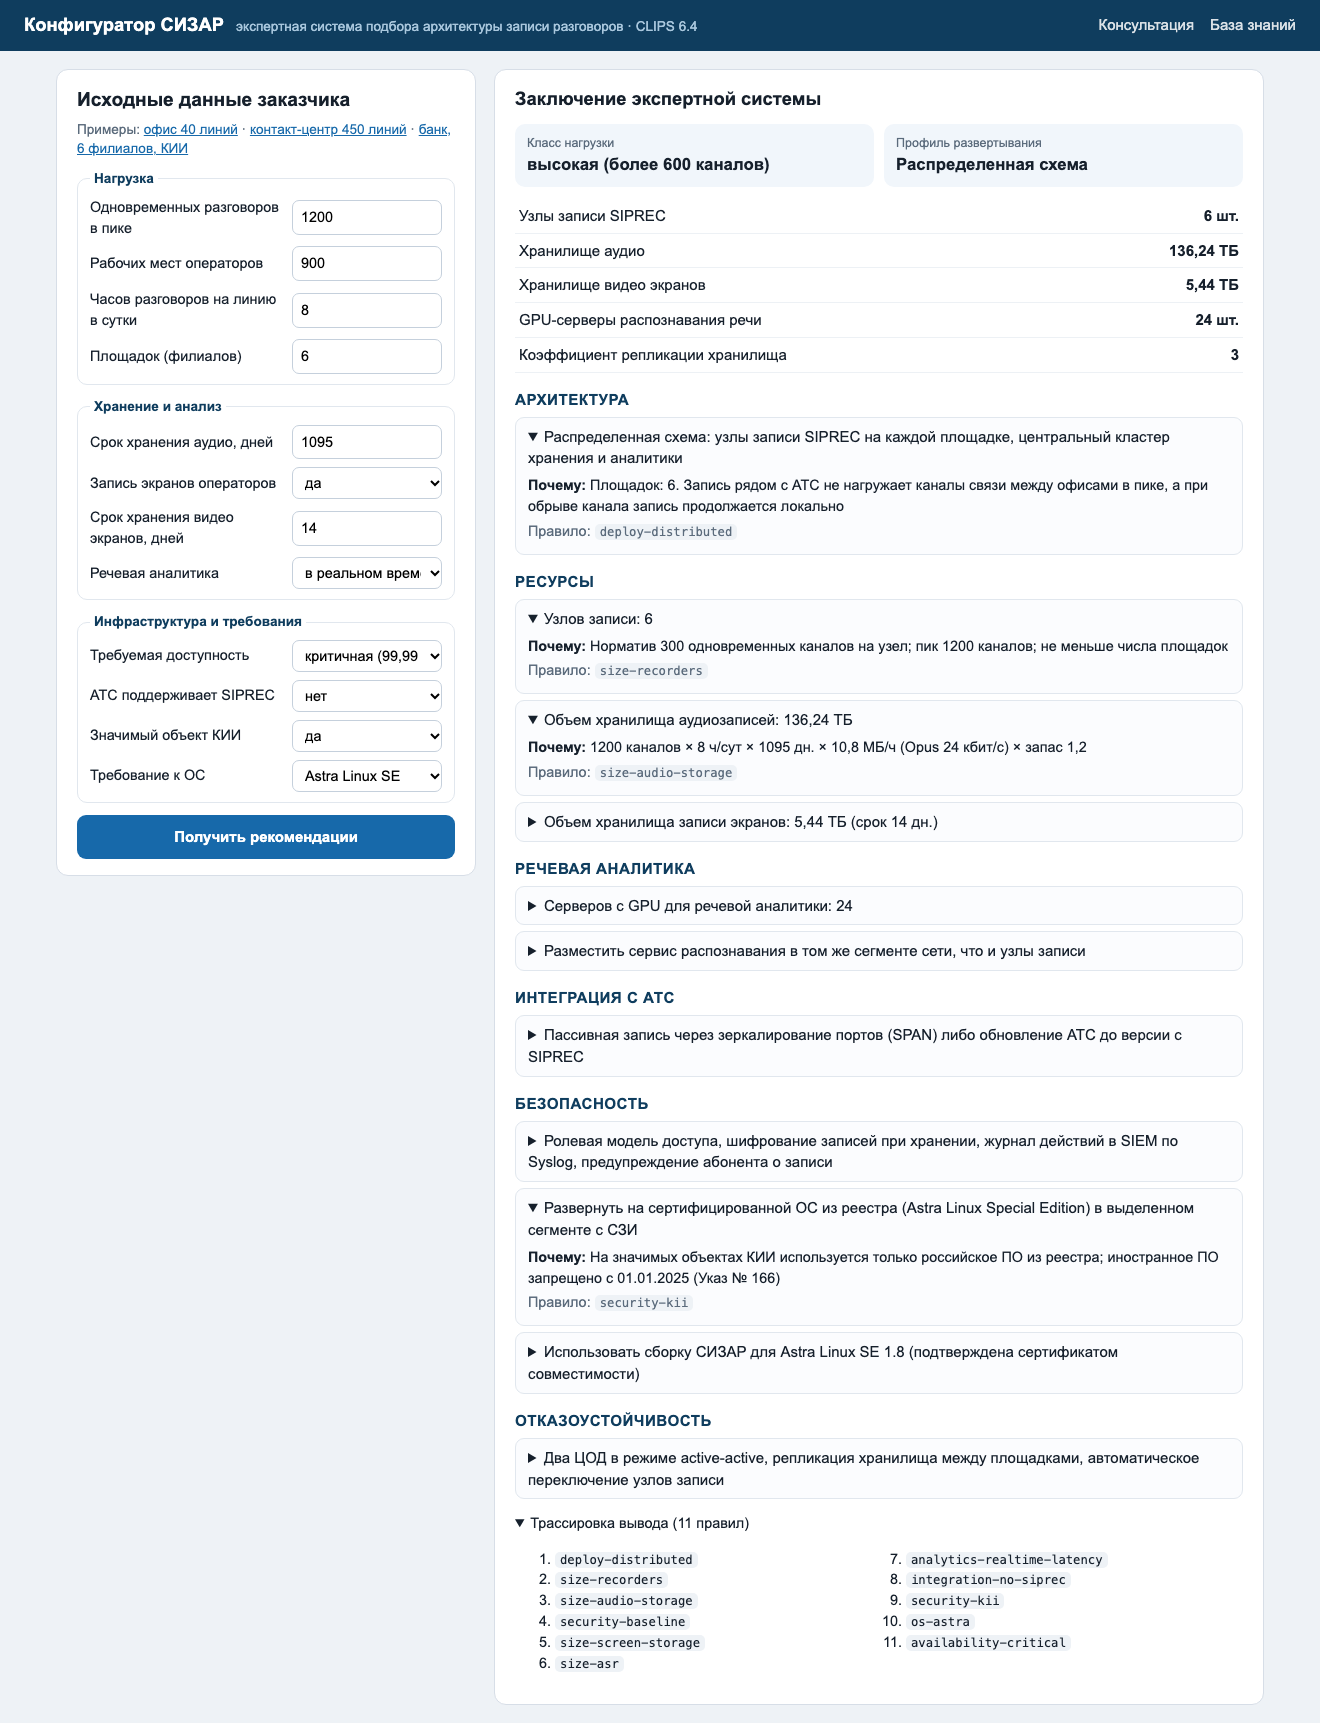 Конфигуратор СИЗАР экспертная система подбора архитектуры записи разговоров · CLIPS 6.4
Консультация База знаний
Исходные данные заказчика
Примеры: офис 40 линий · контакт-центр 450 линий · банк,
6 филиалов, КИИ
Нагрузка
Одновременных разговоров
в пике
1200
Рабочих мест операторов
900
Часов разговоров на линию
в сутки
8
Площадок (филиалов)
6
Хранение и анализ
Срок хранения аудио, дней
1095
Запись экранов операторов
да
Срок хранения видео
экранов, дней
14
Речевая аналитика
в реальном врем
Инфраструктура и требования
Требуемая доступность
критичная (99,99
АТС поддерживает SIPREC
нет
Значимый объект КИИ
да
Требование к ОС
Astra Linux SE
Получить рекомендации
Заключение экспертной системы
Класс нагрузки
высокая (более 600 каналов)
Профиль развертывания
Распределенная схема
Узлы записи SIPREC 6 шт.
Хранилище аудио 136,24 ТБ
Хранилище видео экранов 5,44 ТБ
GPU-серверы распознавания речи 24 шт.
Коэффициент репликации хранилища 3
АРХИТЕКТУРА
▼ Распределенная схема: узлы записи SIPREC на каждой площадке, центральный кластер
хранения и аналитики
Почему: Площадок: 6. Запись рядом с АТС не нагружает каналы связи между офисами в пике, а при
обрыве канала запись продолжается локально
Правило: deploy-distributed
РЕСУРСЫ
▼ Узлов записи: 6
Почему: Норматив 300 одновременных каналов на узел; пик 1200 каналов; не меньше числа площадок
Правило: size-recorders
▼ Объем хранилища аудиозаписей: 136,24 ТБ
Почему: 1200 каналов × 8 ч/сут × 1095 дн. × 10,8 МБ/ч (Opus 24 кбит/с) × запас 1,2
Правило: size-audio-storage
▶ Объем хранилища записи экранов: 5,44 ТБ (срок 14 дн.)
РЕЧЕВАЯ АНАЛИТИКА
▶ Серверов с GPU для речевой аналитики: 24
▶ Разместить сервис распознавания в том же сегменте сети, что и узлы записи
ИНТЕГРАЦИЯ С АТС
▶ Пассивная запись через зеркалирование портов (SPAN) либо обновление АТС до версии с
SIPREC
БЕЗОПАСНОСТЬ
▶ Ролевая модель доступа, шифрование записей при хранении, журнал действий в SIEM по
Syslog, предупреждение абонента о записи
▼ Развернуть на сертифицированной ОС из реестра (Astra Linux Special Edition) в выделенном
сегменте с СЗИ
Почему: На значимых объектах КИИ используется только российское ПО из реестра; иностранное ПО
запрещено с 01.01.2025 (Указ № 166)
Правило: security-kii
▶ Использовать сборку СИЗАР для Astra Linux SE 1.8 (подтверждена сертификатом
совместимости)
ОТКАЗОУСТОЙЧИВОСТЬ
▶ Два ЦОД в режиме active-active, репликация хранилища между площадками, автоматическое
переключение узлов записи
▼ Трассировка вывода (11 правил)
1. deploy-distributed
2. size-recorders
3. size-audio-storage
4. security-baseline
5. size-screen-storage
6. size-asr
7. analytics-realtime-latency
8. integration-no-siprec
9. security-kii
10. os-astra
11. availability-critical